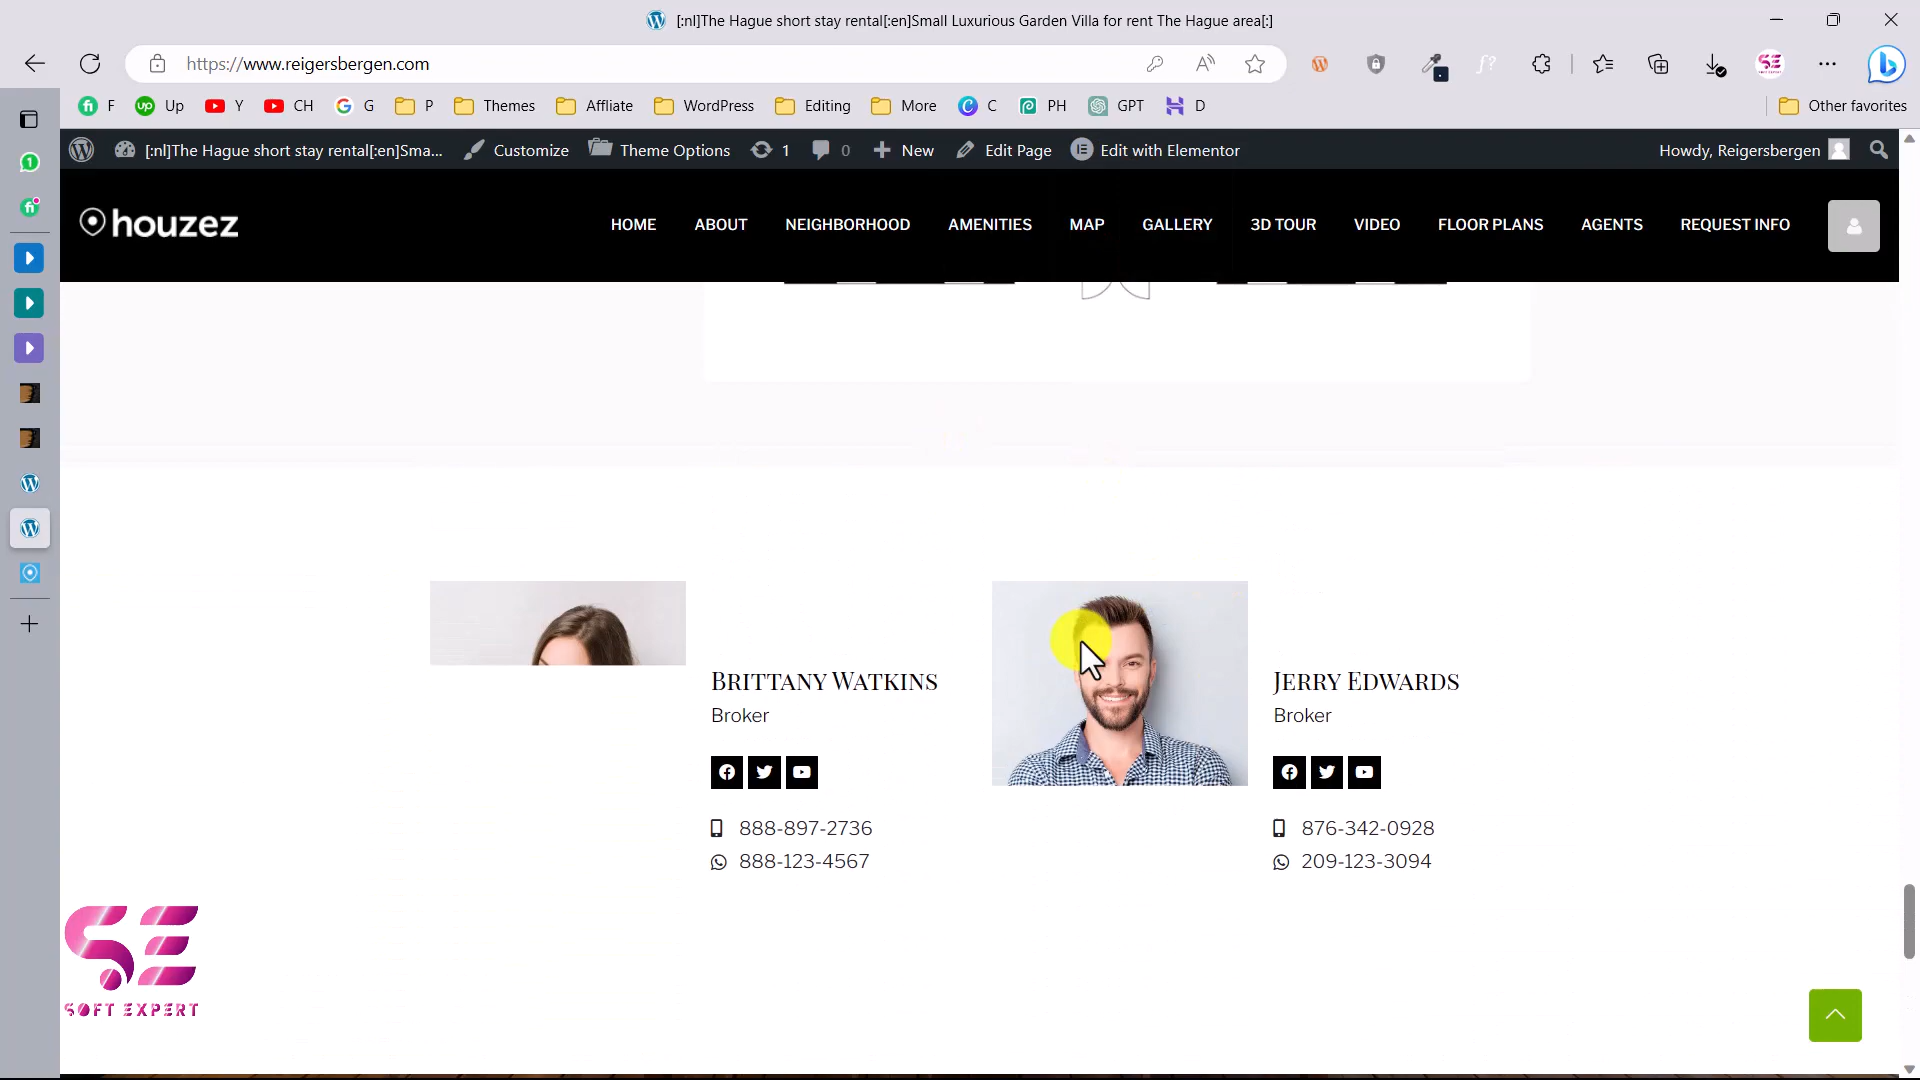 [:nl]The Hague short stay rental[:en]Small Luxurious Garden Villa for rent The Hague area[:]
https://www.reigersbergen.com
F Up Y CH G P Themes Affliate WordPress Editing More C PH GPT D Other favorites
[:nl]The Hague short stay rental[:en]Sma... Customize Theme Options 1 0 New Edit Page Edit with Elementor Howdy, Reigersbergen
houzez HOME ABOUT NEIGHBORHOOD AMENITIES MAP GALLERY 3D TOUR VIDEO FLOOR PLANS AGENTS REQUEST INFO
BRITTANY WATKINS
Broker
888-897-2736
888-123-4567
JERRY EDWARDS
Broker
876-342-0928
209-123-3094
SE
SOFT EXPERT